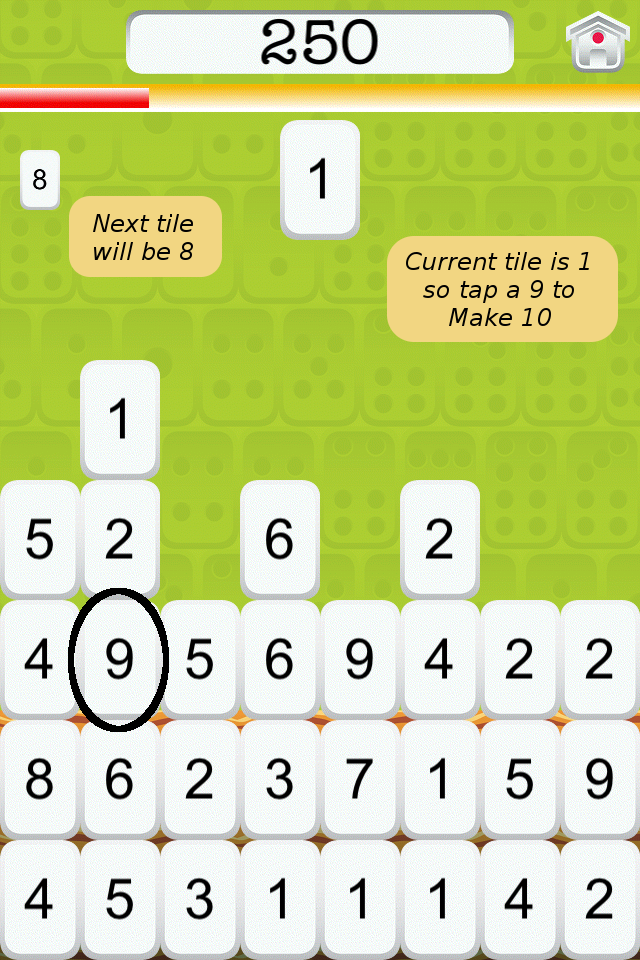 250
8
1
Next tile
will be 8
Current tile is 1
so tap a 9 to
Make 10
1
5 2 6 2
4 9 5 6 9 4 2 2
8 6 2 3 7 1 5 9
4 5 3 1 1 1 4 2